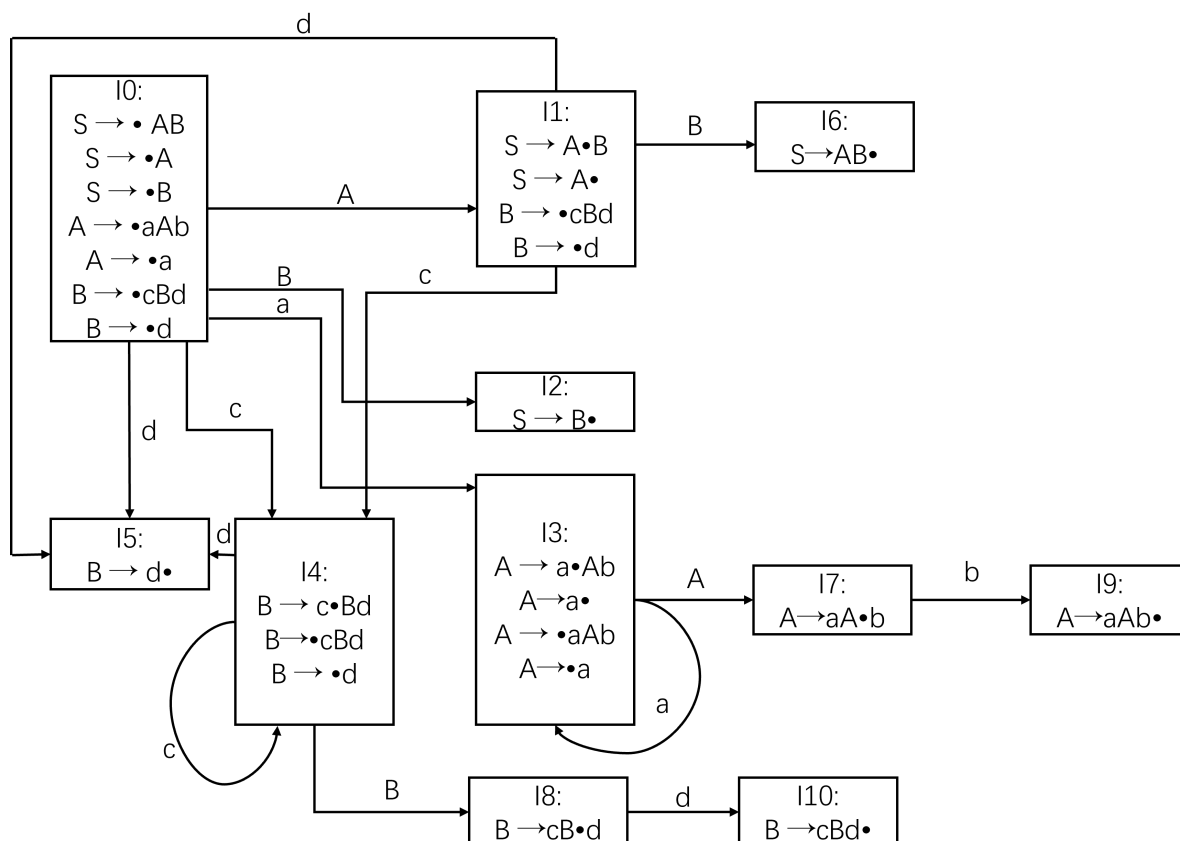 d
I0:
S → • AB
S → •A
S → •B
A → •aAb
A → •a
B → •cBd
B → •d
A
I1:
S → A•B
S → A•
B → •cBd
B → •d
B
I6:
S→AB•
B
a
c
d
c
I2:
S → B•
I5:
B → d•
d
I4:
B → c•Bd
B→•cBd
B → •d
c
I3:
A → a•Ab
A→a•
A → •aAb
A→•a
a
A
I7:
A→aA•b
b
I9:
A→aAb•
B
I8:
B →cB•d
d
I10:
B →cBd•